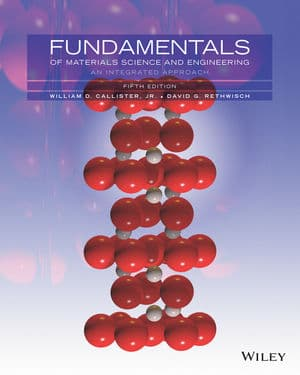 FUNDAMENTALS
OF MATERIALS SCIENCE AND ENGINEERING
AN INTEGRATED APPROACH
FIFTH EDITION
WILLIAM D. CALLISTER, JR. • DAVID G. RETHWISCH
WILEY